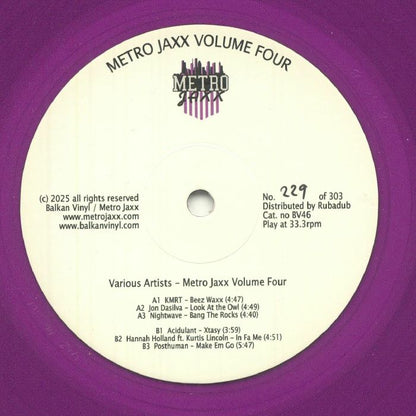 METRO JAXX VOLUME FOUR
METRO
JAXX
(c) 2025 all rights reserved
Balkan Vinyl / Metro Jaxx
www.metrojaxx.com
www.balkanvinyl.com
No. 229 of 303
Distributed by Rubadub
Cat. no BV46
Play at 33.3rpm
Various Artists - Metro Jaxx Volume Four
A1 KMRT - Beez Waxx (4:47)
A2 Jon Dasilva - Look At the Owl (4:49)
A3 Nightwave - Bang The Rocks (4:40)
B1 Acidulant - Xtasy (3:59)
B2 Hannah Holland ft. Kurtis Lincoln - In Fa Me (4:51)
B3 Posthuman - Make Em Go (5:47)